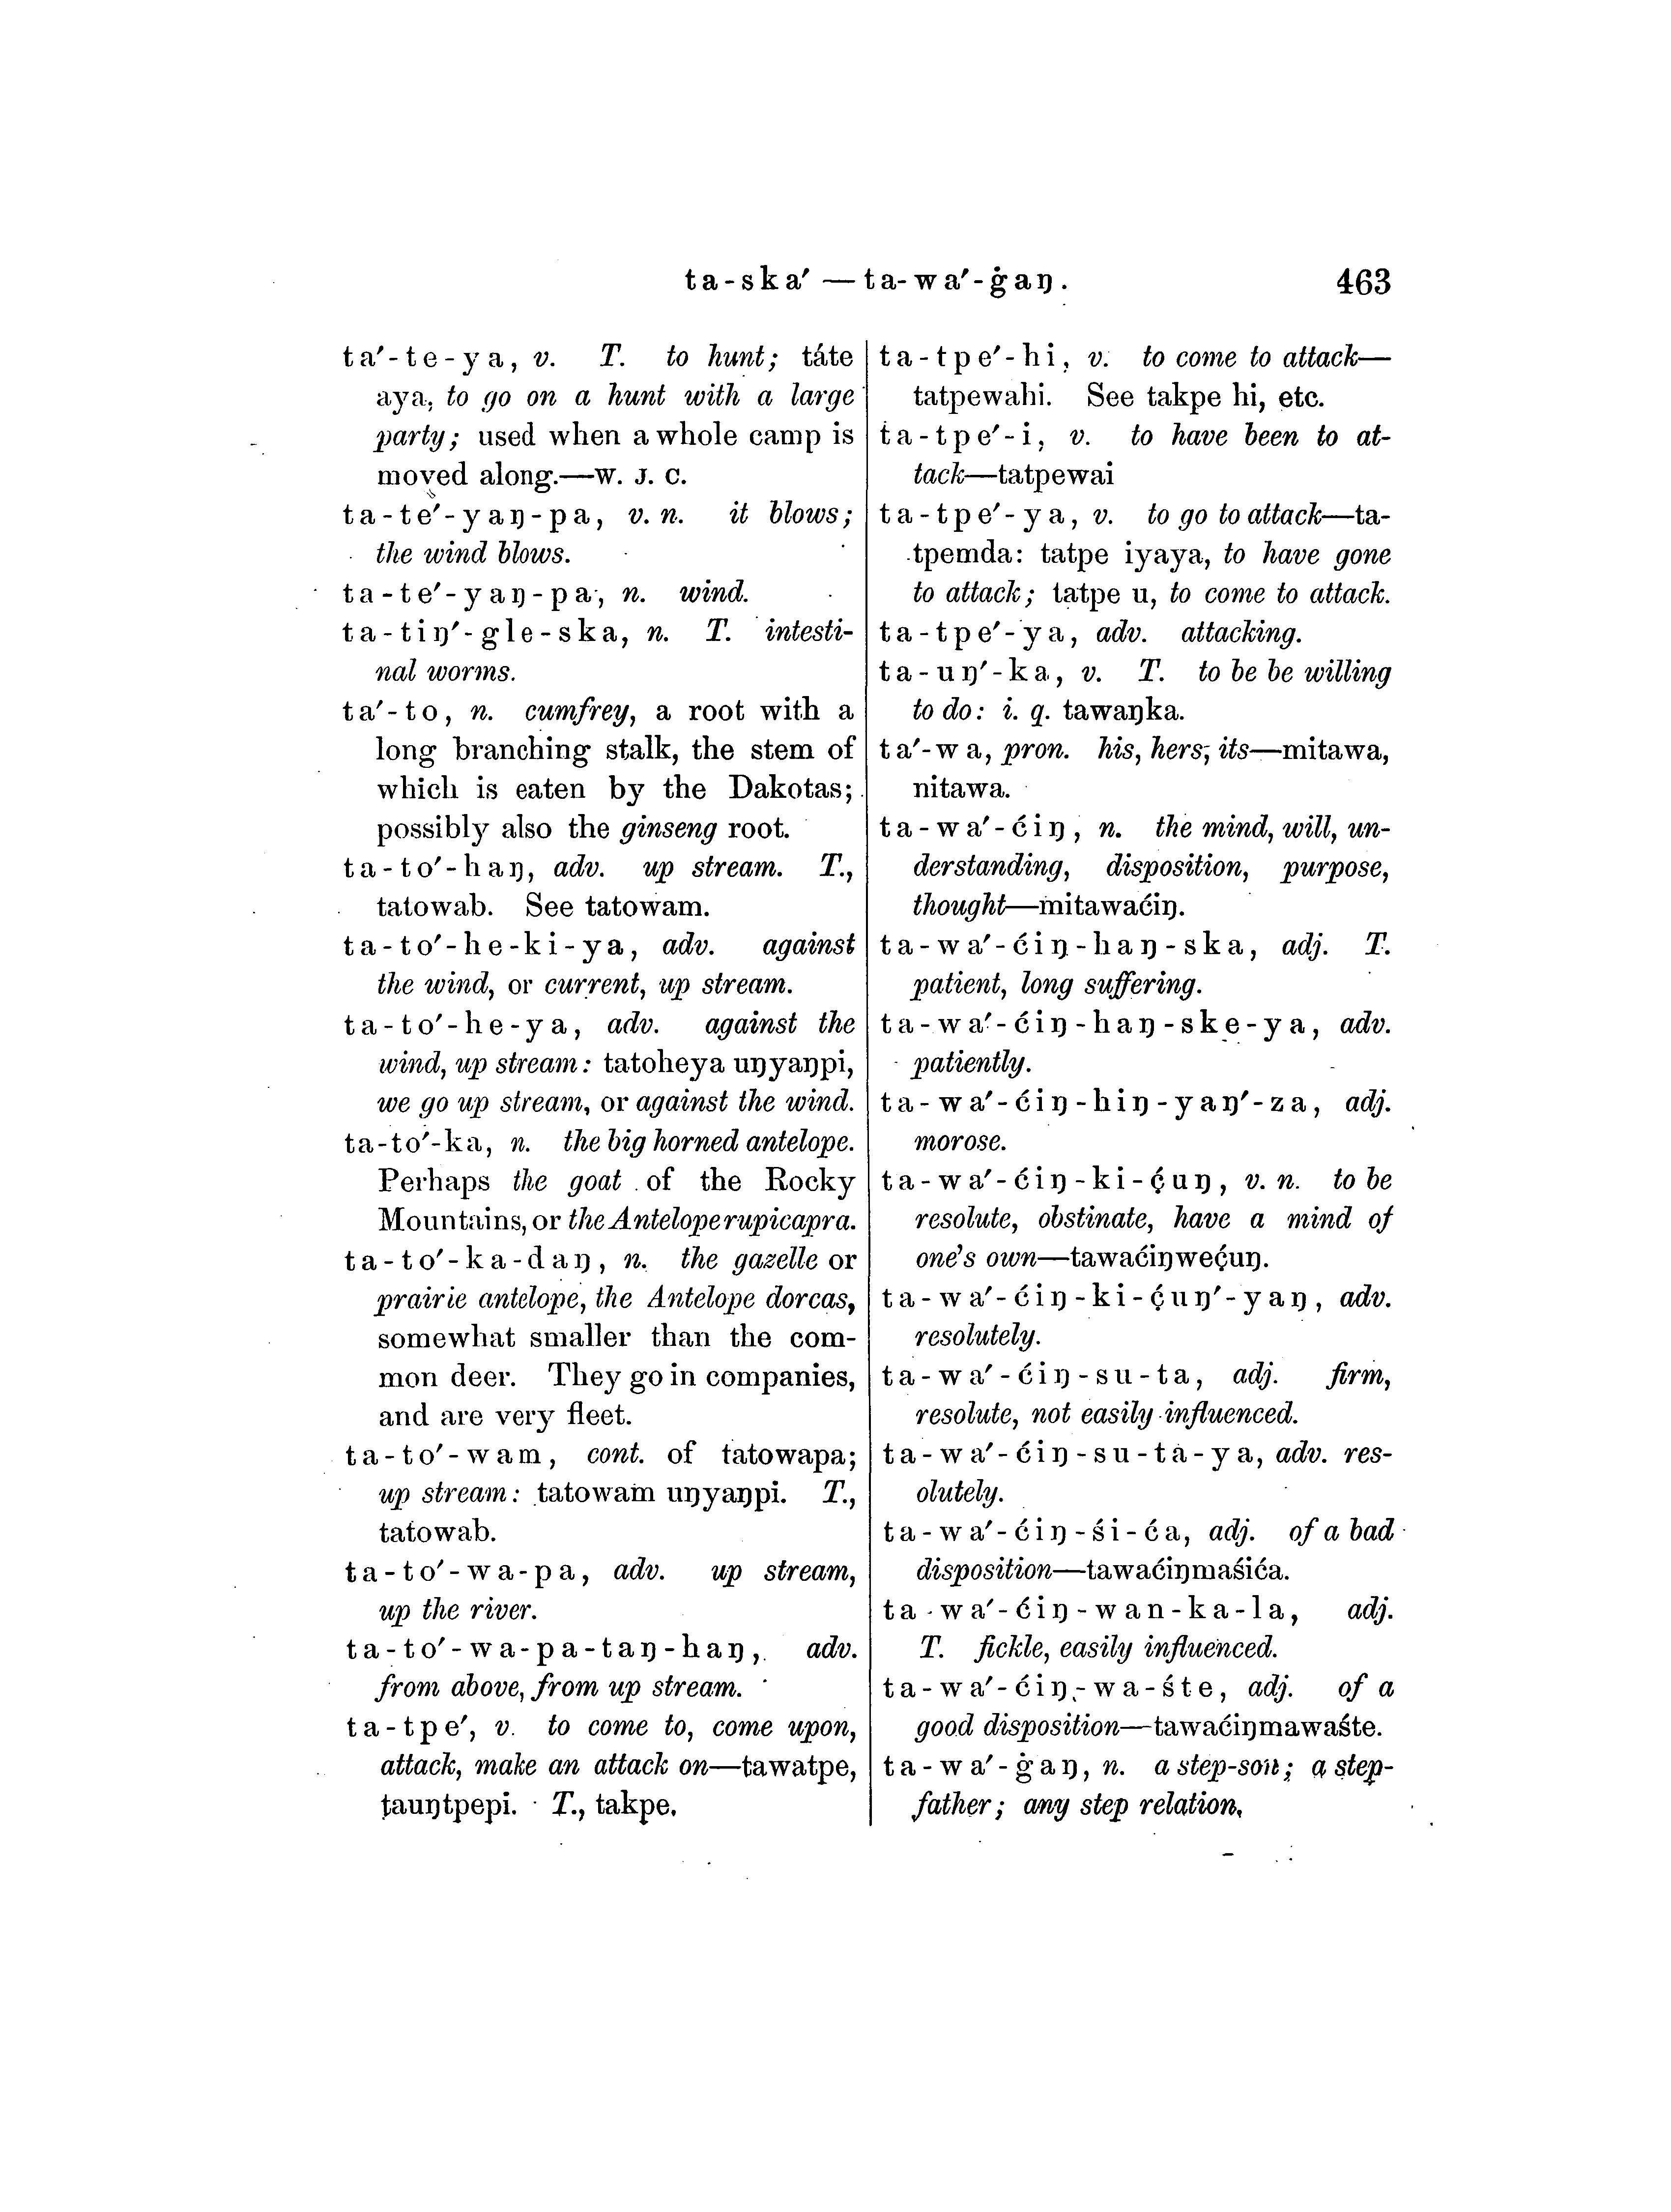 ta-ska′ — ta-wa′-ġaŋ. 463
ta′-te-ya, v. T. to hunt; táte
aya, to go on a hunt with a large
party; used when a whole camp is
moved along.—W. J. C.
ta-te′-yaŋ-pa, v. n. it blows;
the wind blows.
ta-te′-yaŋ-pa, n. wind.
ta-tiŋ′-gle-ska, n. T. intesti-
nal worms.
ta′-to, n. cumfrey, a root with a
long branching stalk, the stem of
which is eaten by the Dakotas;
possibly also the ginseng root.
ta-to′-haŋ, adv. up stream. T.,
tatowab. See tatowam.
ta-to′-he-ki-ya, adv. against
the wind, or current, up stream.
ta-to′-he-ya, adv. against the
wind, up stream: tatoheya uŋyaŋpi,
we go up stream, or against the wind.
ta-to′-ka, n. the big horned antelope.
Perhaps the goat of the Rocky
Mountains, or the Antelope rupicapra.
ta-to′-ka-daŋ, n. the gazelle or
prairie antelope, the Antelope dorcas,
somewhat smaller than the com-
mon deer. They go in companies,
and are very fleet.
ta-to′-wam, cont. of tatowapa;
up stream: tatowam uŋyaŋpi. T.,
tatowab.
ta-to′-wa-pa, adv. up stream,
up the river.
ta-to′-wa-pa-taŋ-haŋ, adv.
from above, from up stream.
ta-tpe′, v. to come to, come upon,
attack, make an attack on—tawatpe,
ṭauŋtpepi. T., takpe.
ta-tpe′-hi, v. to come to attack—
tatpewahi. See takpe hi, etc.
ta-tpe′-i, v. to have been to at-
tack—tatpewai
ta-tpe′-ya, v. to go to attack—ta-
tpemda: tatpe iyaya, to have gone
to attack; tatpe u, to come to attack.
ta-tpe′-ya, adv. attacking.
ta-uŋ′-ka, v. T. to be be willing
to do: i. q. tawaŋka.
ta′-wa, pron. his, hers, its—mitawa,
nitawa.
ta-wa′-ćiŋ, n. the mind, will, un-
derstanding, disposition, purpose,
thought—mitawaćiŋ.
ta-wa′-ćiŋ-haŋ-ska, adj. T.
patient, long suffering.
ta-wa′-ćiŋ-haŋ-ske-ya, adv.
patiently.
ta-wa′-ćiŋ-hiŋ-yaŋ′-za, adj.
morose.
ta-wa′-ćiŋ-ki-ḉuŋ, v. n. to be
resolute, obstinate, have a mind of
one's own—tawaćiŋweḉuŋ.
ta-wa′-ćiŋ-ki-ḉuŋ′-yaŋ, adv.
resolutely.
ta-wa′-ćiŋ-su-ta, adj. firm,
resolute, not easily influenced.
ta-wa′-ćiŋ-su-ta-ya, adv. res-
olutely.
ta-wa′-ćiŋ-śi-ća, adj. of a bad
disposition—tawaćiŋmaśića.
ta-wa′-ćiŋ-wan-ka-la, adj.
T. fickle, easily influenced.
ta-wa′-ćiŋ-wa-śte, adj. of a
good disposition—tawaćiŋmawaśte.
ta-wa′-ġaŋ, n. a step-son; a step-
father; any step relation.